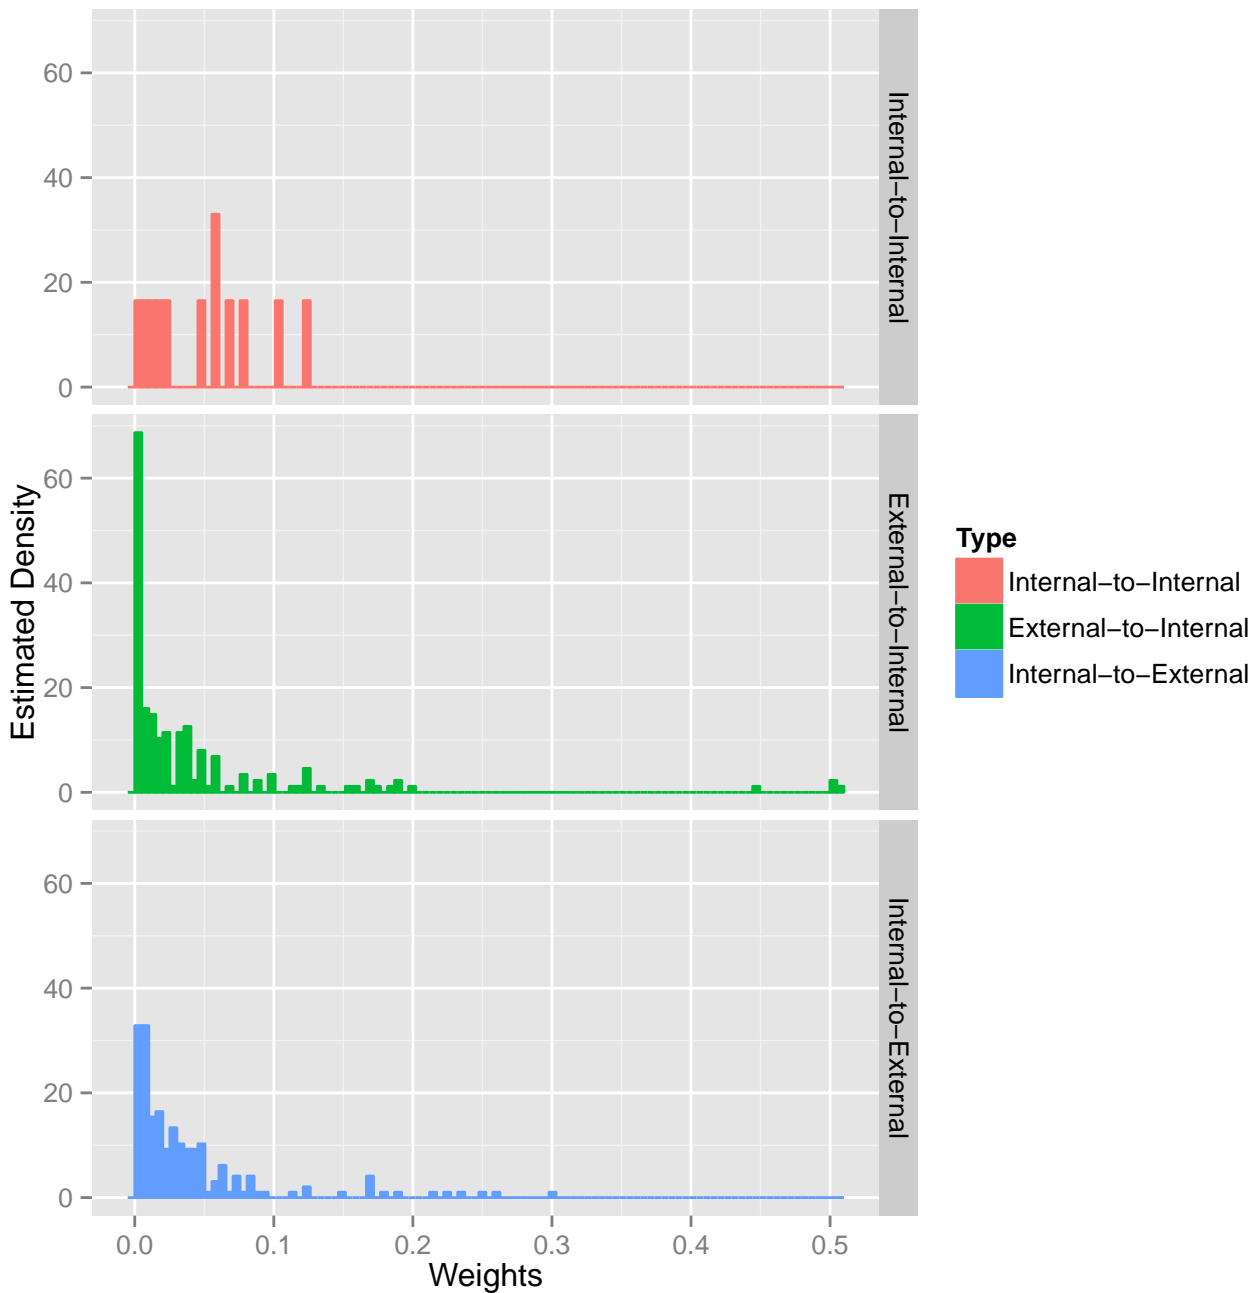 60
40
20
0
Internal−to−Internal
60
40
20
0
External−to−Internal
60
40
20
0
Internal−to−External
0.0 0.1 0.2 0.3 0.4 0.5
Weights
Estimated Density
Type
Internal−to−Internal
External−to−Internal
Internal−to−External